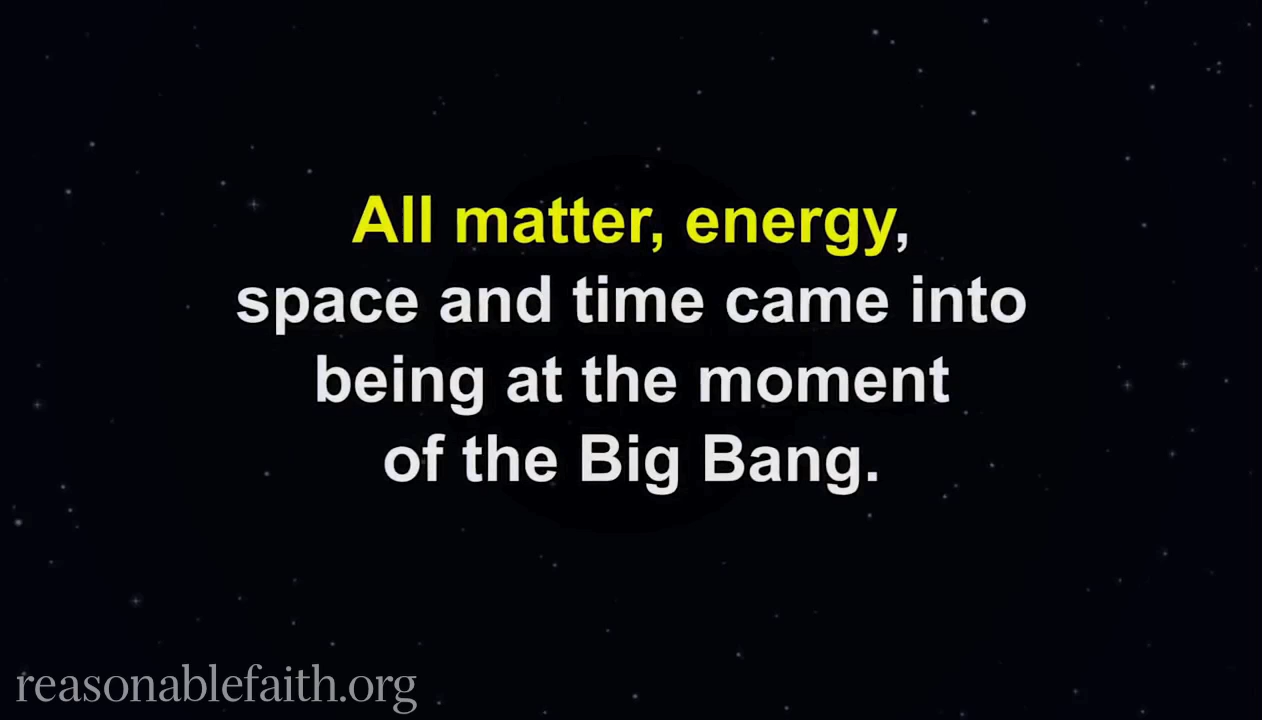 All matter, energy,
space and time came into
being at the moment
of the Big Bang.
reasonablefaith.org